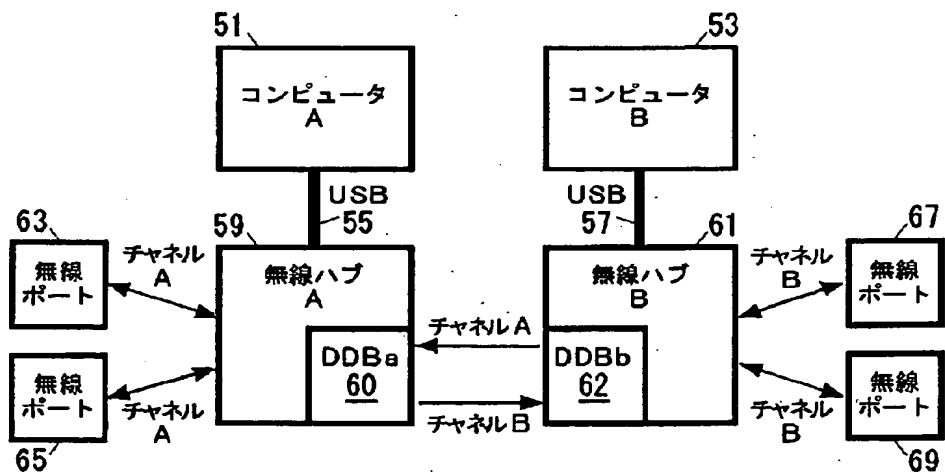 51
53
コンピュータ
A
コンピュータ
B
USB
USB
63
59
55
57
61
67
無線
ポート
チャネル
A
無線ハブ
A
無線ハブ
B
チャネル
B
無線
ポート
チャネルA
DDBa
60
DDBb
62
無線
ポート
チャネル
A
チャネルB
チャネル
B
無線
ポート
65
69